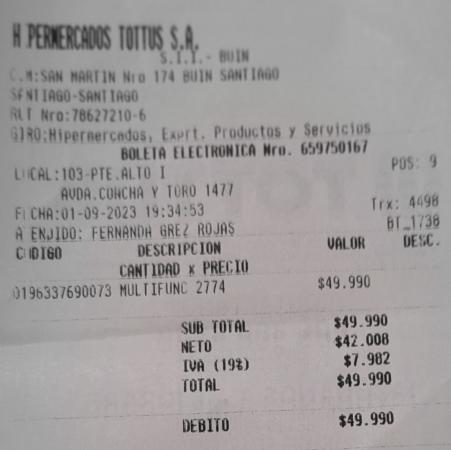 H PERMERCADOS TOTTUS S.A.
S.I.I.- BUIN
C.M:SAN MARTIN Nro 174 BUIN SANTIAGO
SANTIAGO-SANTIAGO
RUT Nro:78627210-6
GIRO:Hipermercados, Exprt. Productos y Servicios
BOLETA ELECTRONICA Nro. 659750167
LOCAL:103-PTE.ALTO I POS: 9
AVDA.CONCHA Y TORO 1477
FECHA:01-09-2023 19:34:53 Trx: 4498
ATENDIDO: FERNANDA GREZ ROJAS BT_1738
CODIGO DESCRIPCION VALOR DESC.
CANTIDAD x PRECIO
0196337690073 MULTIFUNC 2774 $49.990
SUB TOTAL $49.990
NETO $42.008
IVA (19%) $7.982
TOTAL $49.990
DEBITO $49.990